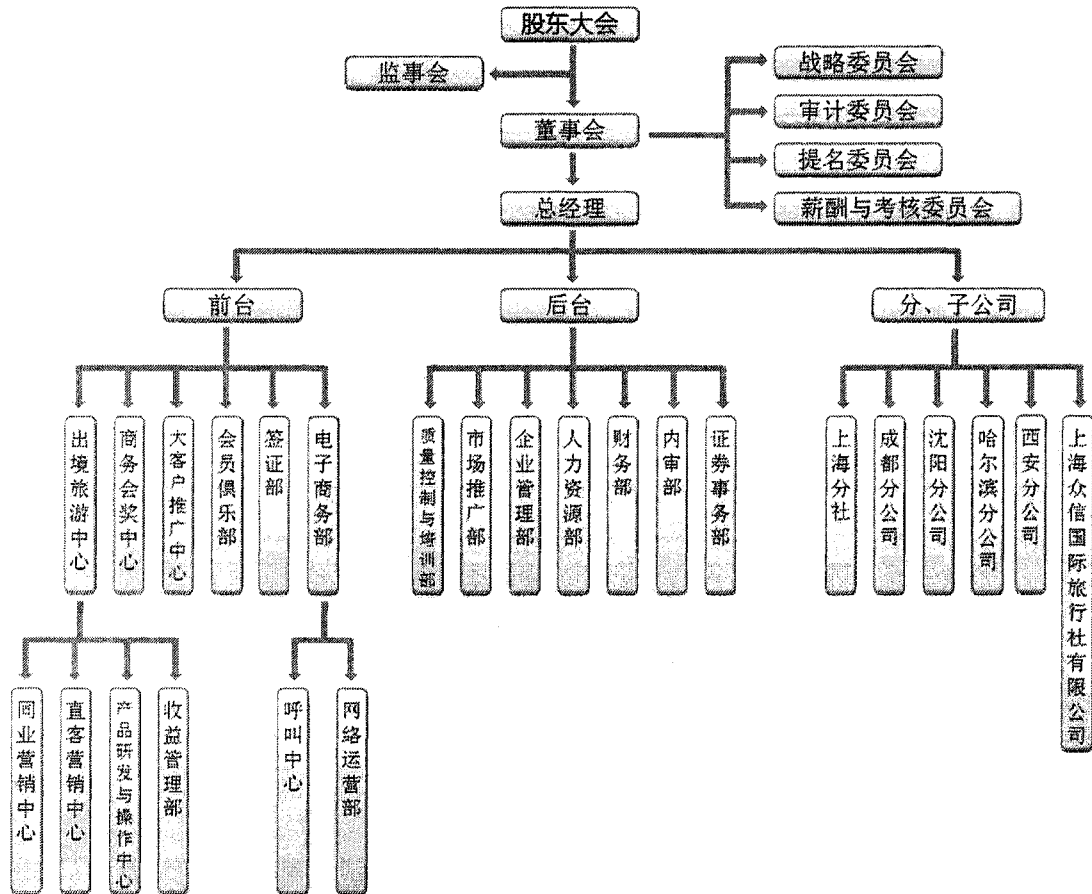 股东大会
监事会
战略委员会
审计委员会
董事会
提名委员会
总经理
薪酬与考核委员会
前台
后台
分、子公司
出境旅游中心
商务会奖中心
大客户推广中心
会员俱乐部
签证部
电子商务部
质量控制与培训部
市场推广部
企业管理部
人力资源部
财务部
内审部
证券事务部
上海分社
成都分公司
沈阳分公司
哈尔滨分公司
西安分公司
上海众信国际旅行社有限公司
同业营销中心
直客营销中心
产品研发与操作中心
收益管理部
呼叫中心
网络运营部